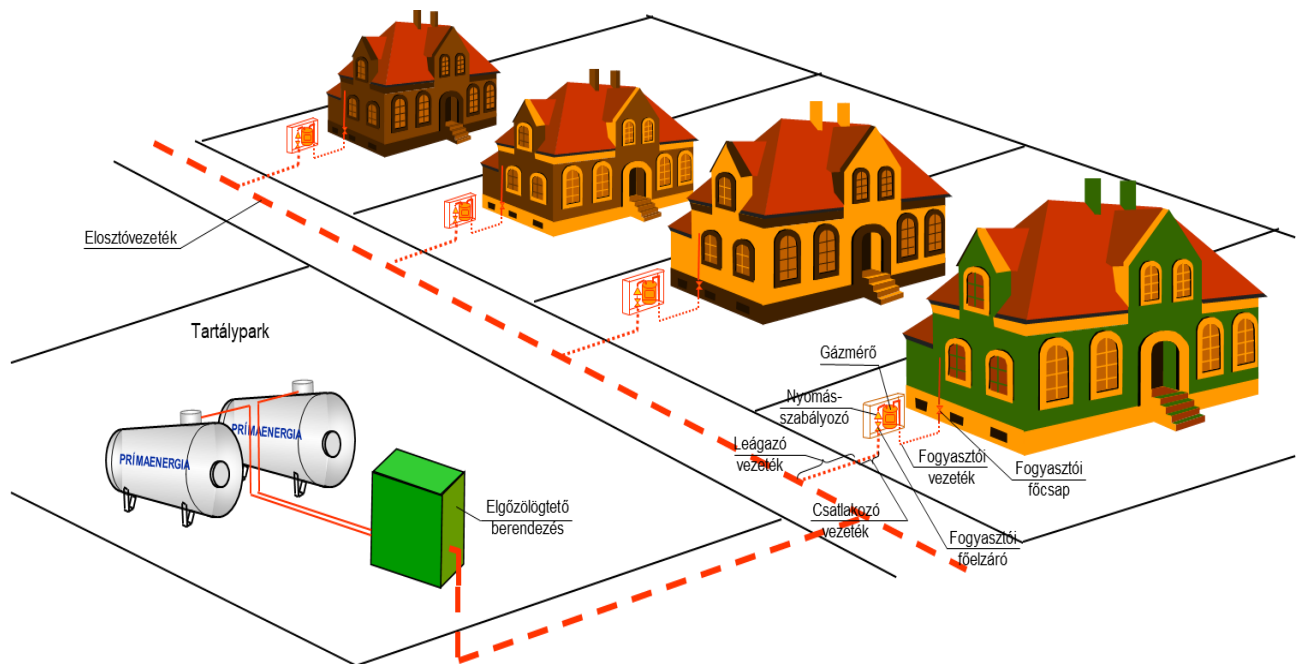 Elosztóvezeték
Tartálypark
PRÍMAENERGIA
PRÍMAENERGIA
Elgőzölögtető
berendezés
Gázmérő
Nyomás-
szabályozó
Leágazó
vezeték
Csatlakozó
vezeték
Fogyasztói
vezeték
Fogyasztói
főcsap
Fogyasztói
főelzáró